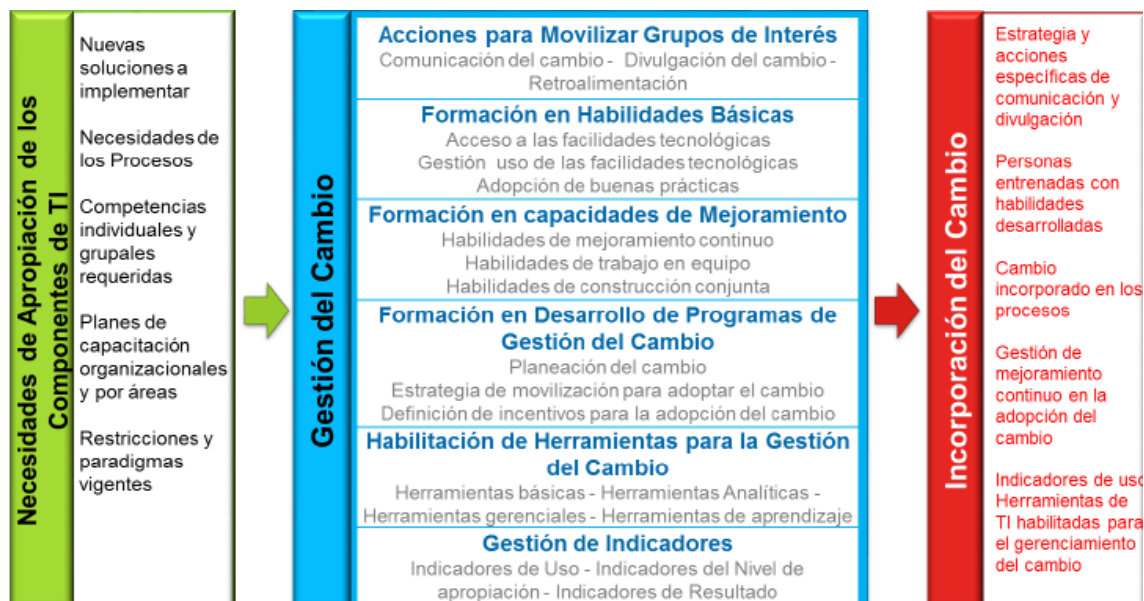 Necesidades de Apropiación de los
Componentes de TI
Nuevas
soluciones a
implementar
Necesidades de
los Procesos
Competencias
individuales y
grupales
requeridas
Planes de
capacitación
organizacionales
y por áreas
Restricciones y
paradigmas
vigentes
Gestión del Cambio
Acciones para Movilizar Grupos de Interés
Comunicación del cambio - Divulgación del cambio -
Retroalimentación
Formación en Habilidades Básicas
Acceso a las facilidades tecnológicas
Gestión uso de las facilidades tecnológicas
Adopción de buenas prácticas
Formación en capacidades de Mejoramiento
Habilidades de mejoramiento continuo
Habilidades de trabajo en equipo
Habilidades de construcción conjunta
Formación en Desarrollo de Programas de
Gestión del Cambio
Planeación del cambio
Estrategia de movilización para adoptar el cambio
Definición de incentivos para la adopción del cambio
Habilitación de Herramientas para la Gestión
del Cambio
Herramientas básicas - Herramientas Analíticas -
Herramientas gerenciales - Herramientas de aprendizaje
Gestión de Indicadores
Indicadores de Uso - Indicadores del Nivel de
apropiación - Indicadores de Resultado
Incorporación del Cambio
Estrategia y
acciones
específicas de
comunicación y
divulgación
Personas
entrenadas con
habilidades
desarrolladas
Cambio
incorporado en los
procesos
Gestión de
mejoramiento
continuo en la
adopción del
cambio
Indicadores de uso
Herramientas de
TI habilitadas para
el gerenciamiento
del cambio